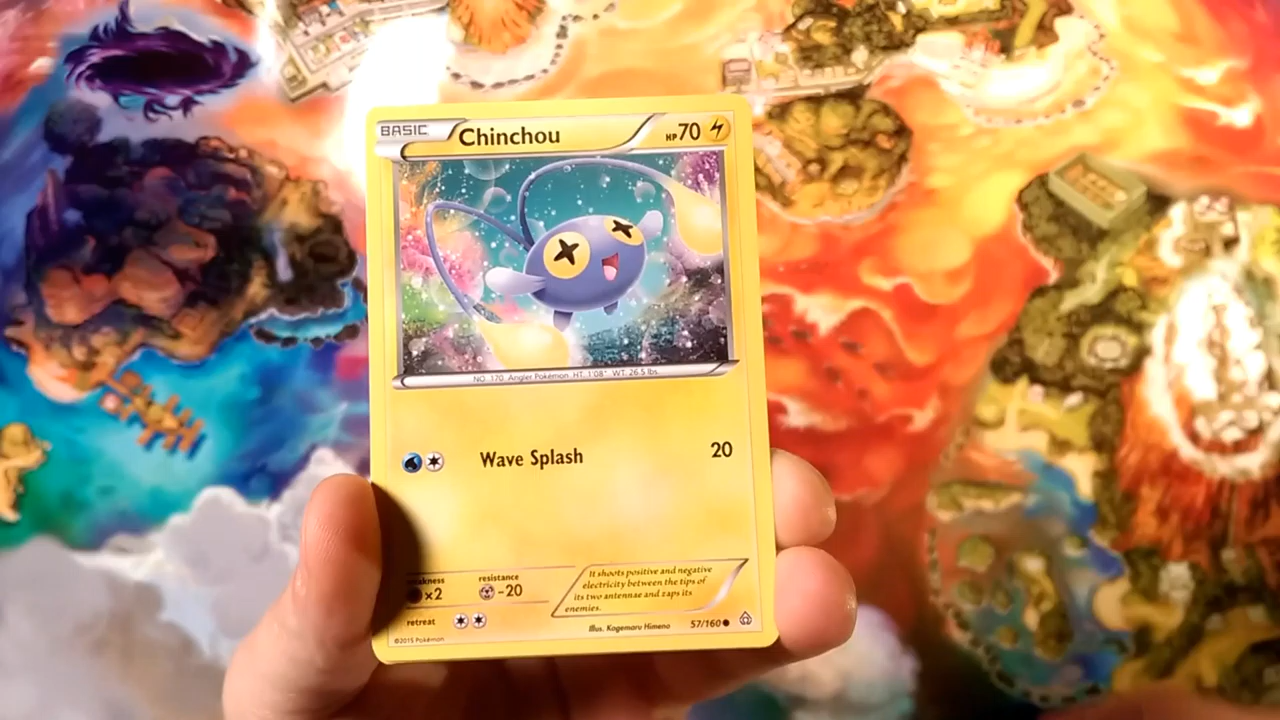 BASIC Chinchou HP70
NO. 170 Angler Pokémon HT. 1'08" WT. 26.5 lbs.
Wave Splash 20
resistance
×2 -20
retreat
It shoots positive and negative
electricity between the tips of
its two antennae and zaps its
enemies.
Illus. Kagemaru Himeno 57/160
©2015 Pokémon